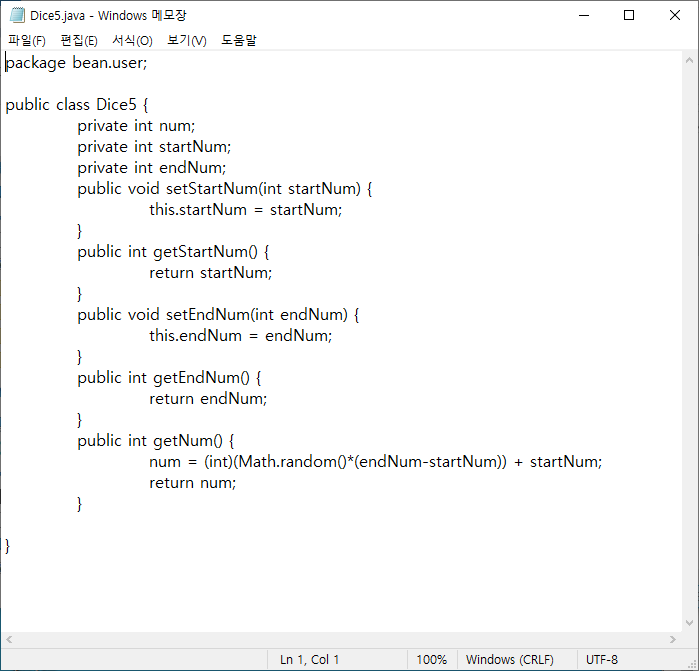 Dice5.java - Windows 메모장
파일(F) 편집(E) 서식(O) 보기(V) 도움말
package bean.user;

public class Dice5 {
	private int num;
	private int startNum;
	private int endNum;
	public void setStartNum(int startNum) {
		this.startNum = startNum;
	}
	public int getStartNum() {
		return startNum;
	}
	public void setEndNum(int endNum) {
		this.endNum = endNum;
	}
	public int getEndNum() {
		return endNum;
	}
	public int getNum() {
		num = (int)(Math.random()*(endNum-startNum)) + startNum;
		return num;
	}

}
Ln 1, Col 1 100% Windows (CRLF) UTF-8